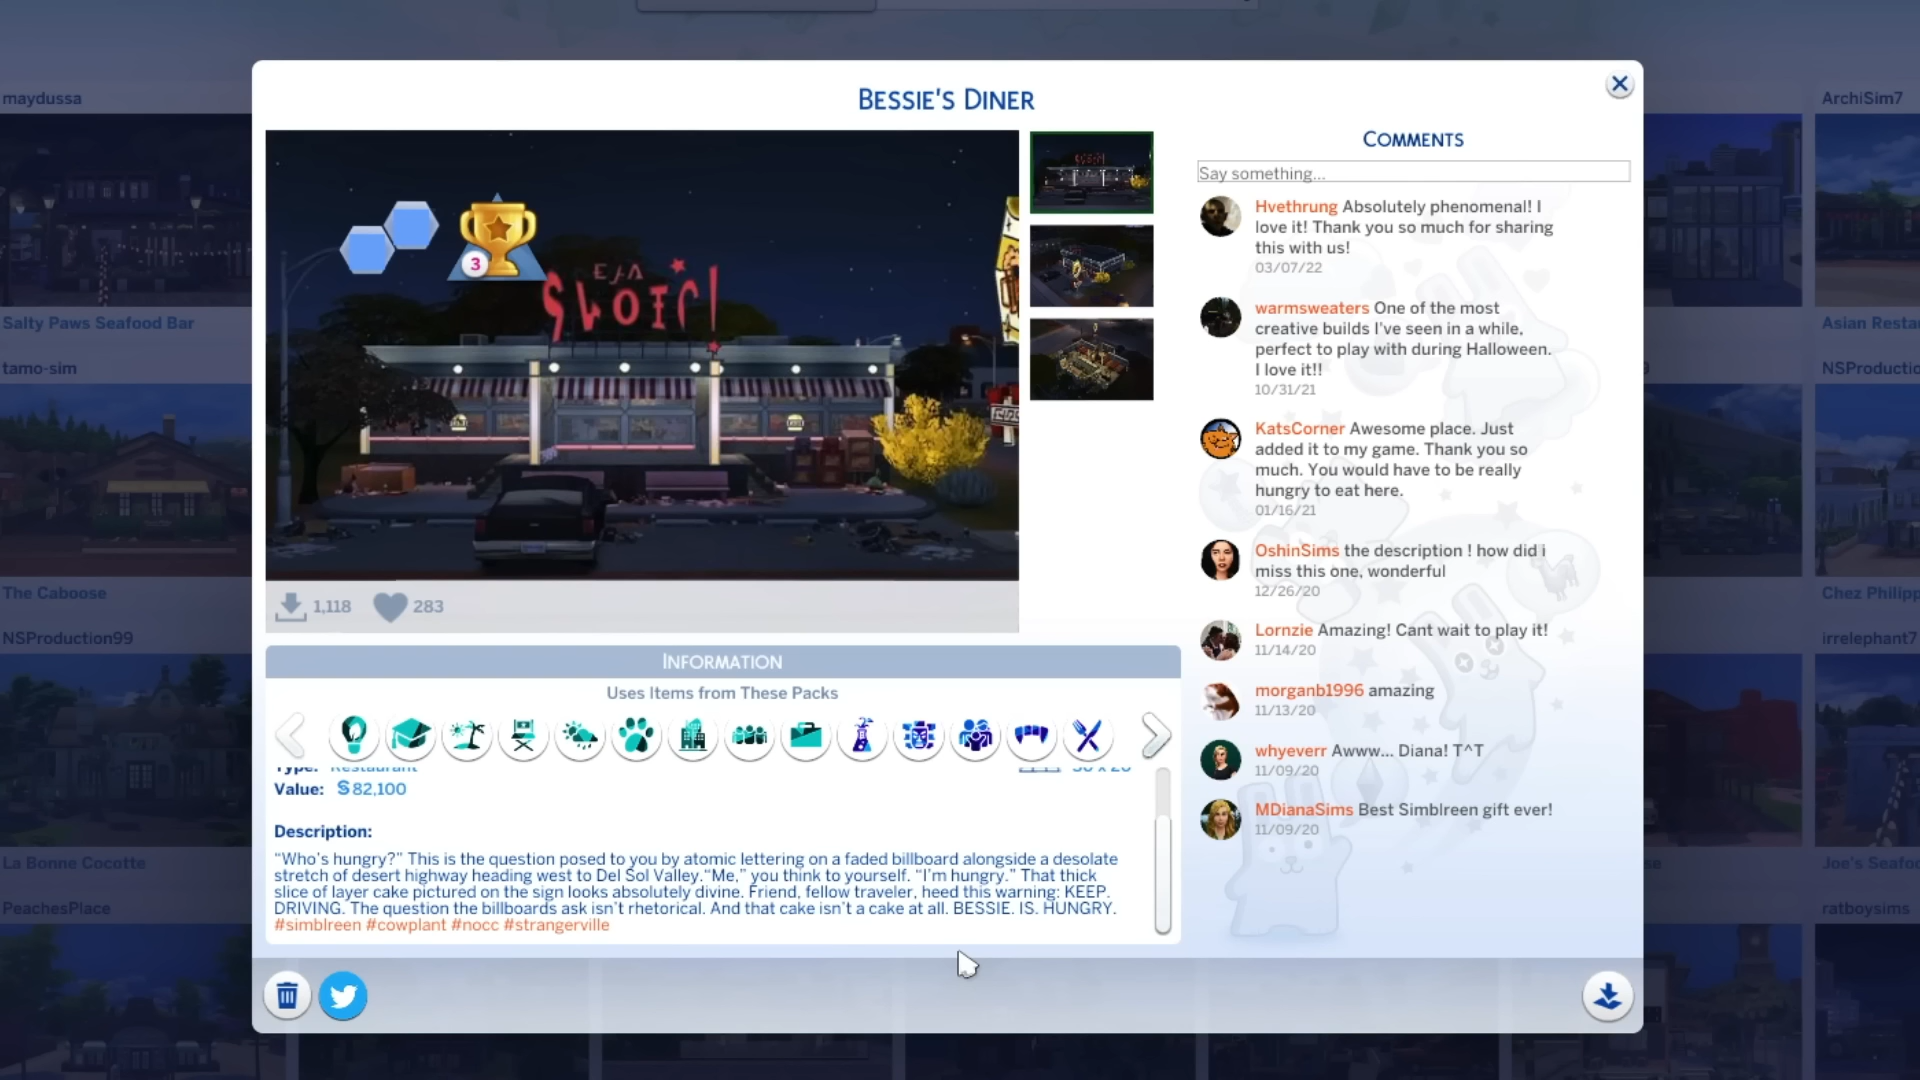 maydussa
Salty Paws Seafood Bar
tamo-sim
The Caboose
NSProduction99
La Bonne Cocotte
PeachesPlace
BESSIE'S DINER
3
1,118
283
INFORMATION
Uses Items from These Packs
Type: Restaurant
Value: §82,100
Description:
“Who's hungry?” This is the question posed to you by atomic lettering on a faded billboard alongside a desolate
stretch of desert highway heading west to Del Sol Valley.“Me,” you think to yourself. “I'm hungry.” That thick
slice of layer cake pictured on the sign looks absolutely divine. Friend, fellow traveler, heed this warning: KEEP.
DRIVING. The question the billboards ask isn't rhetorical. And that cake isn't a cake at all. BESSIE. IS. HUNGRY.
#simblreen #cowplant #nocc #strangerville
COMMENTS
Say something...
Hvethrung Absolutely phenomenal! I
love it! Thank you so much for sharing
this with us!
03/07/22
warmsweaters One of the most
creative builds I've seen in a while,
perfect to play with during Halloween.
I love it!!
10/31/21
KatsCorner Awesome place. Just
added it to my game. Thank you so
much. You would have to be really
hungry to eat here.
01/16/21
OshinSims the description ! how did i
miss this one, wonderful
12/26/20
Lornzie Amazing! Cant wait to play it!
11/14/20
morganb1996 amazing
11/13/20
whyeverr Awww... Diana! T^T
11/09/20
MDianaSims Best Simblreen gift ever!
11/09/20
ArchiSim7
Asian Resta
NSProductio
Chez Philipp
irrelephant7
Joe's Seafoo
ratboysims